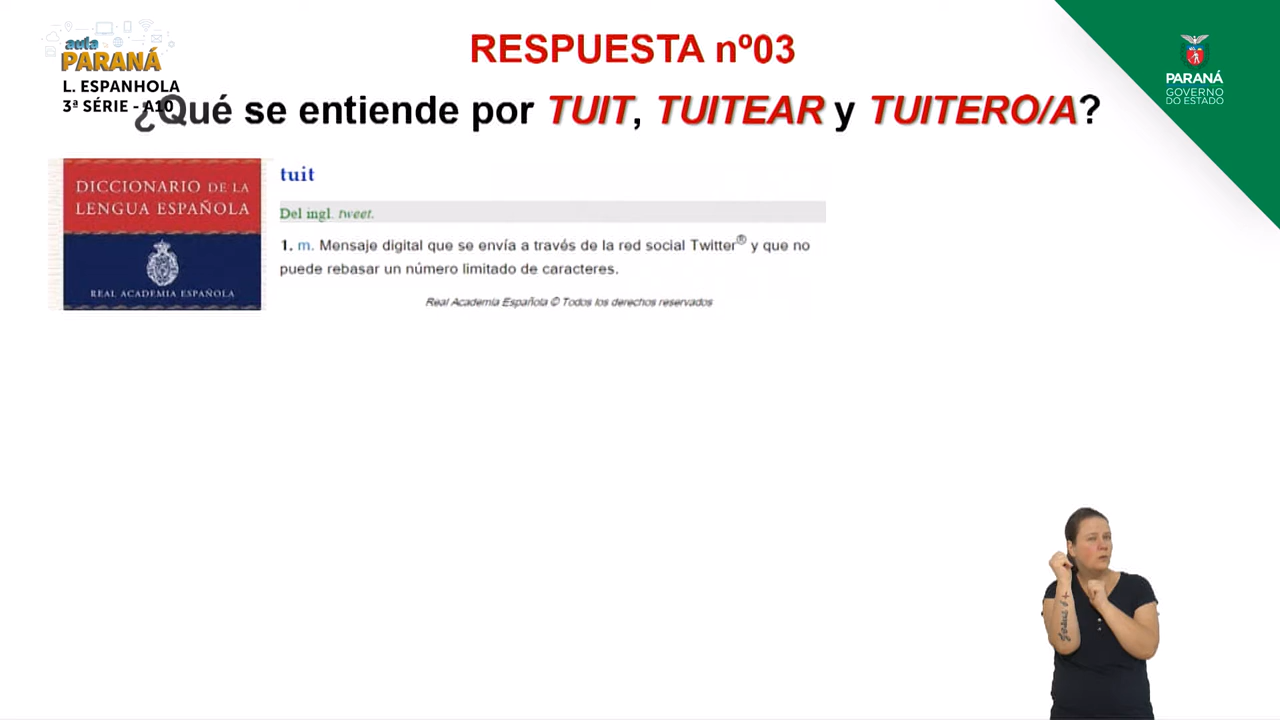 RESPUESTA nº03
aula
PARANÁ
L. ESPANHOLA
3ª SÉRIE - A10
¿Qué se entiende por TUIT, TUITEAR y TUITERO/A?
PARANÁ
GOVERNO
DO ESTADO
DICCIONARIO DE LA
LENGUA ESPAÑOLA
REAL ACADEMIA ESPAÑOLA
tuit
Del ingl. tweet.
1. m. Mensaje digital que se envía a través de la red social Twitter® y que no
puede rebasar un número limitado de caracteres.
Real Academia Española © Todos los derechos reservados